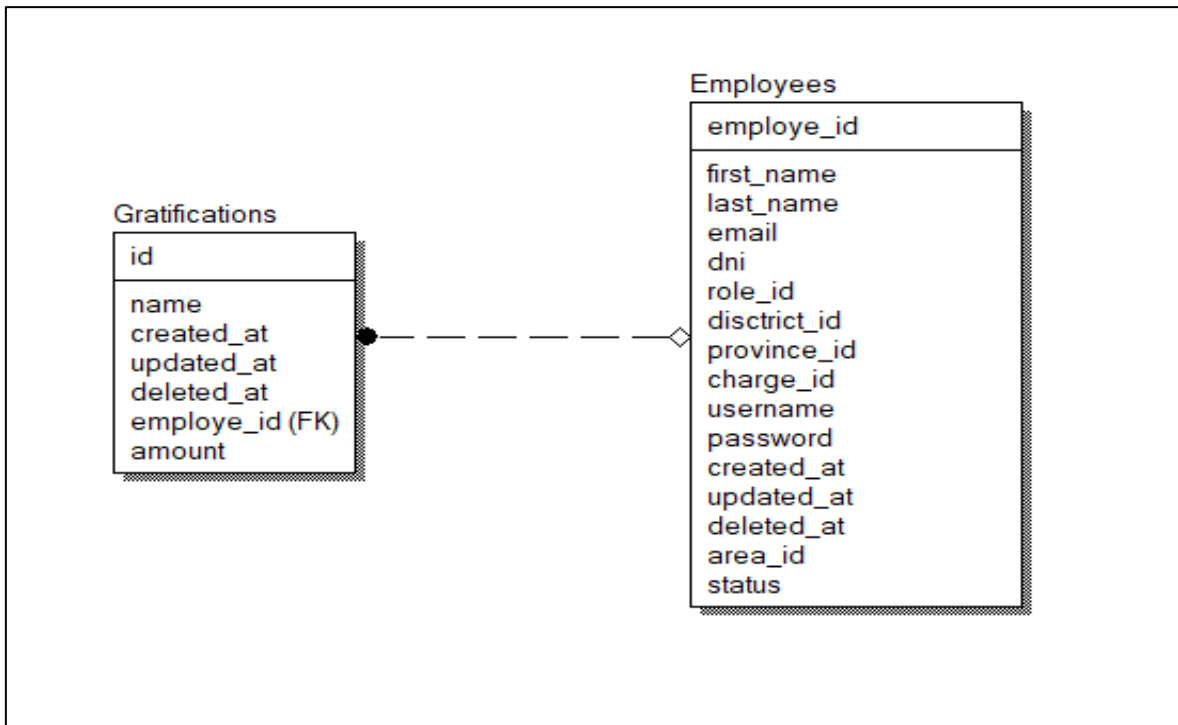 Gratifications
id
name
created_at
updated_at
deleted_at
employe_id (FK)
amount
Employees
employe_id
first_name
last_name
email
dni
role_id
disctrict_id
province_id
charge_id
username
password
created_at
updated_at
deleted_at
area_id
status